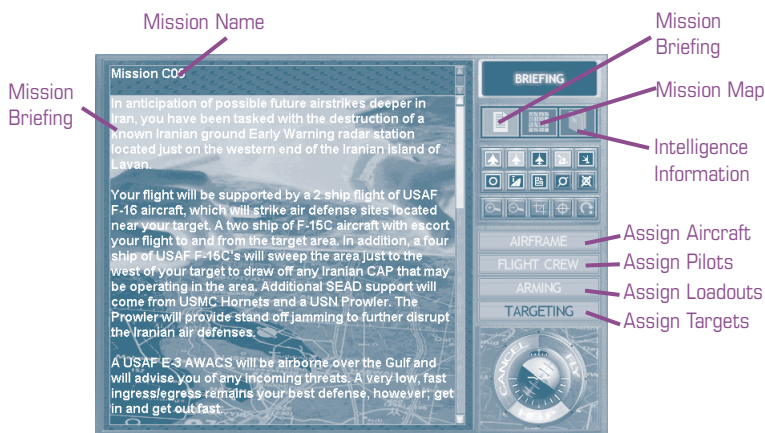 Mission Name
Mission
Briefing
Mission C03
In anticipation of possible future airstrikes deeper in
Iran, you have been tasked with the destruction of a
known Iranian ground Early Warning radar station
located just on the western end of the Iranian island of
Lavan.
Your flight will be supported by a 2 ship flight of USAF
F-16 aircraft, which will strike air defense sites located
near your target. A two ship of F-15C aircraft with escort
your flight to and from the target area. In addition, a four
ship of USAF F-15C's will sweep the area just to the
west of your target to draw off any Iranian CAP that may
be operating in the area. Additional SEAD support will
come from USMC Hornets and a USN Prowler. The
Prowler will provide stand off jamming to further disrupt
the Iranian air defenses.
A USAF E-3 AWACS will be airborne over the Gulf and
will advise you of any incoming threats. A very low, fast
ingress/egress remains your best defense, however; get
in and get out fast.
BRIEFING
AIRFRAME
FLIGHT CREW
ARMING
TARGETING
CANCEL
FLY
HELP
Mission
Briefing
Mission Map
Intelligence
Information
Assign Aircraft
Assign Pilots
Assign Loadouts
Assign Targets